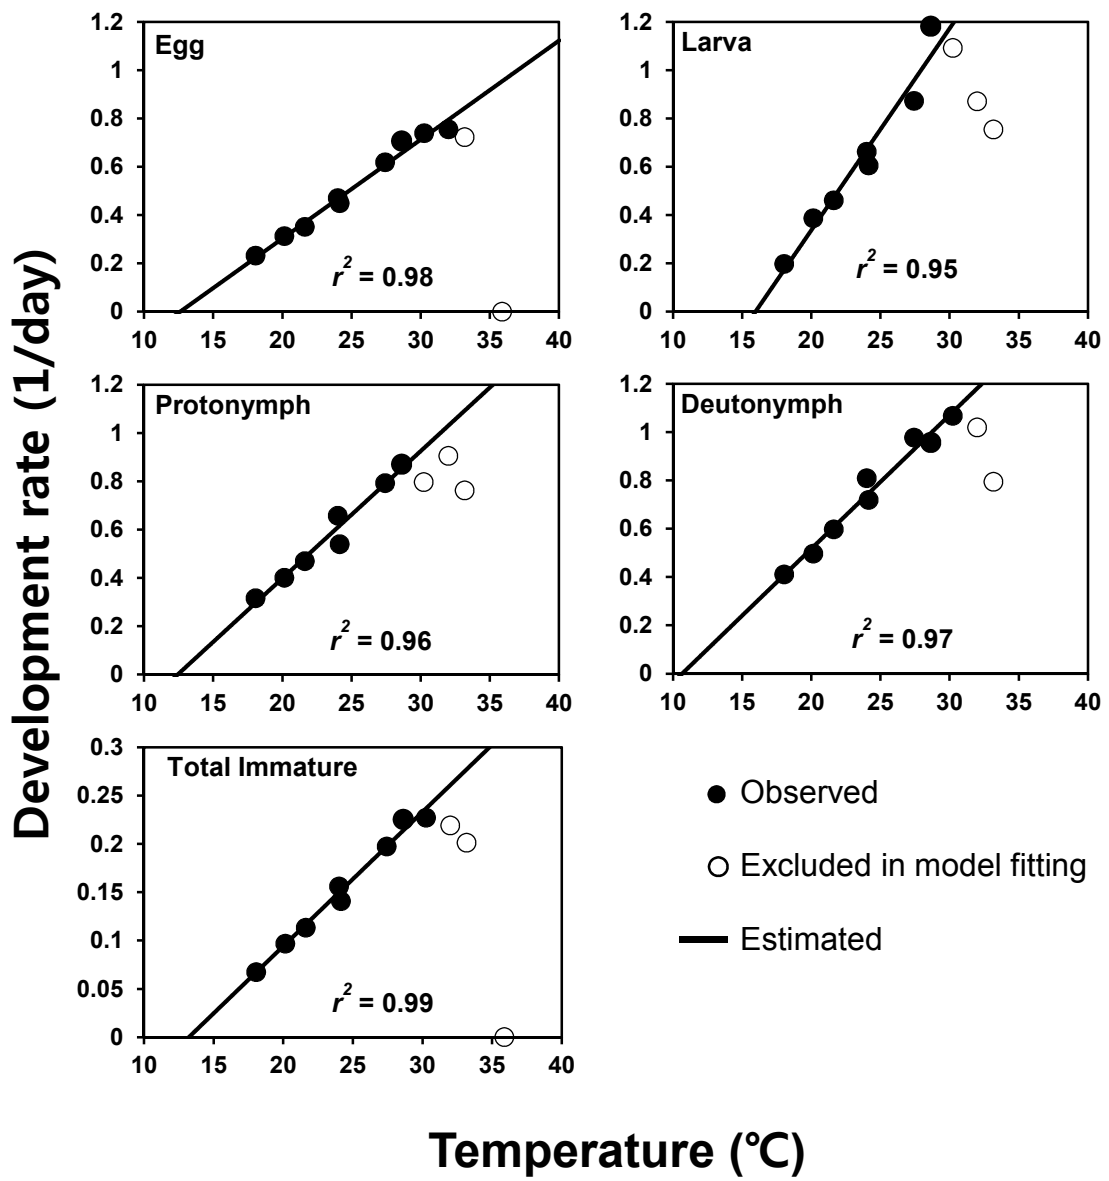 Development rate (1/day)
Egg
1.2
1
0.8
0.6
0.4
0.2
0
r² = 0.98
10 15 20 25 30 35 40
Larva
1.2
1
0.8
0.6
0.4
0.2
0
r² = 0.95
10 15 20 25 30 35 40
Protonymph
1.2
1
0.8
0.6
0.4
0.2
0
r² = 0.96
10 15 20 25 30 35 40
Deutonymph
1.2
1
0.8
0.6
0.4
0.2
0
r² = 0.97
10 15 20 25 30 35 40
Total Immature
0.3
0.25
0.2
0.15
0.1
0.05
0
r² = 0.99
10 15 20 25 30 35 40
Observed
Excluded in model fitting
Estimated
Temperature (℃)